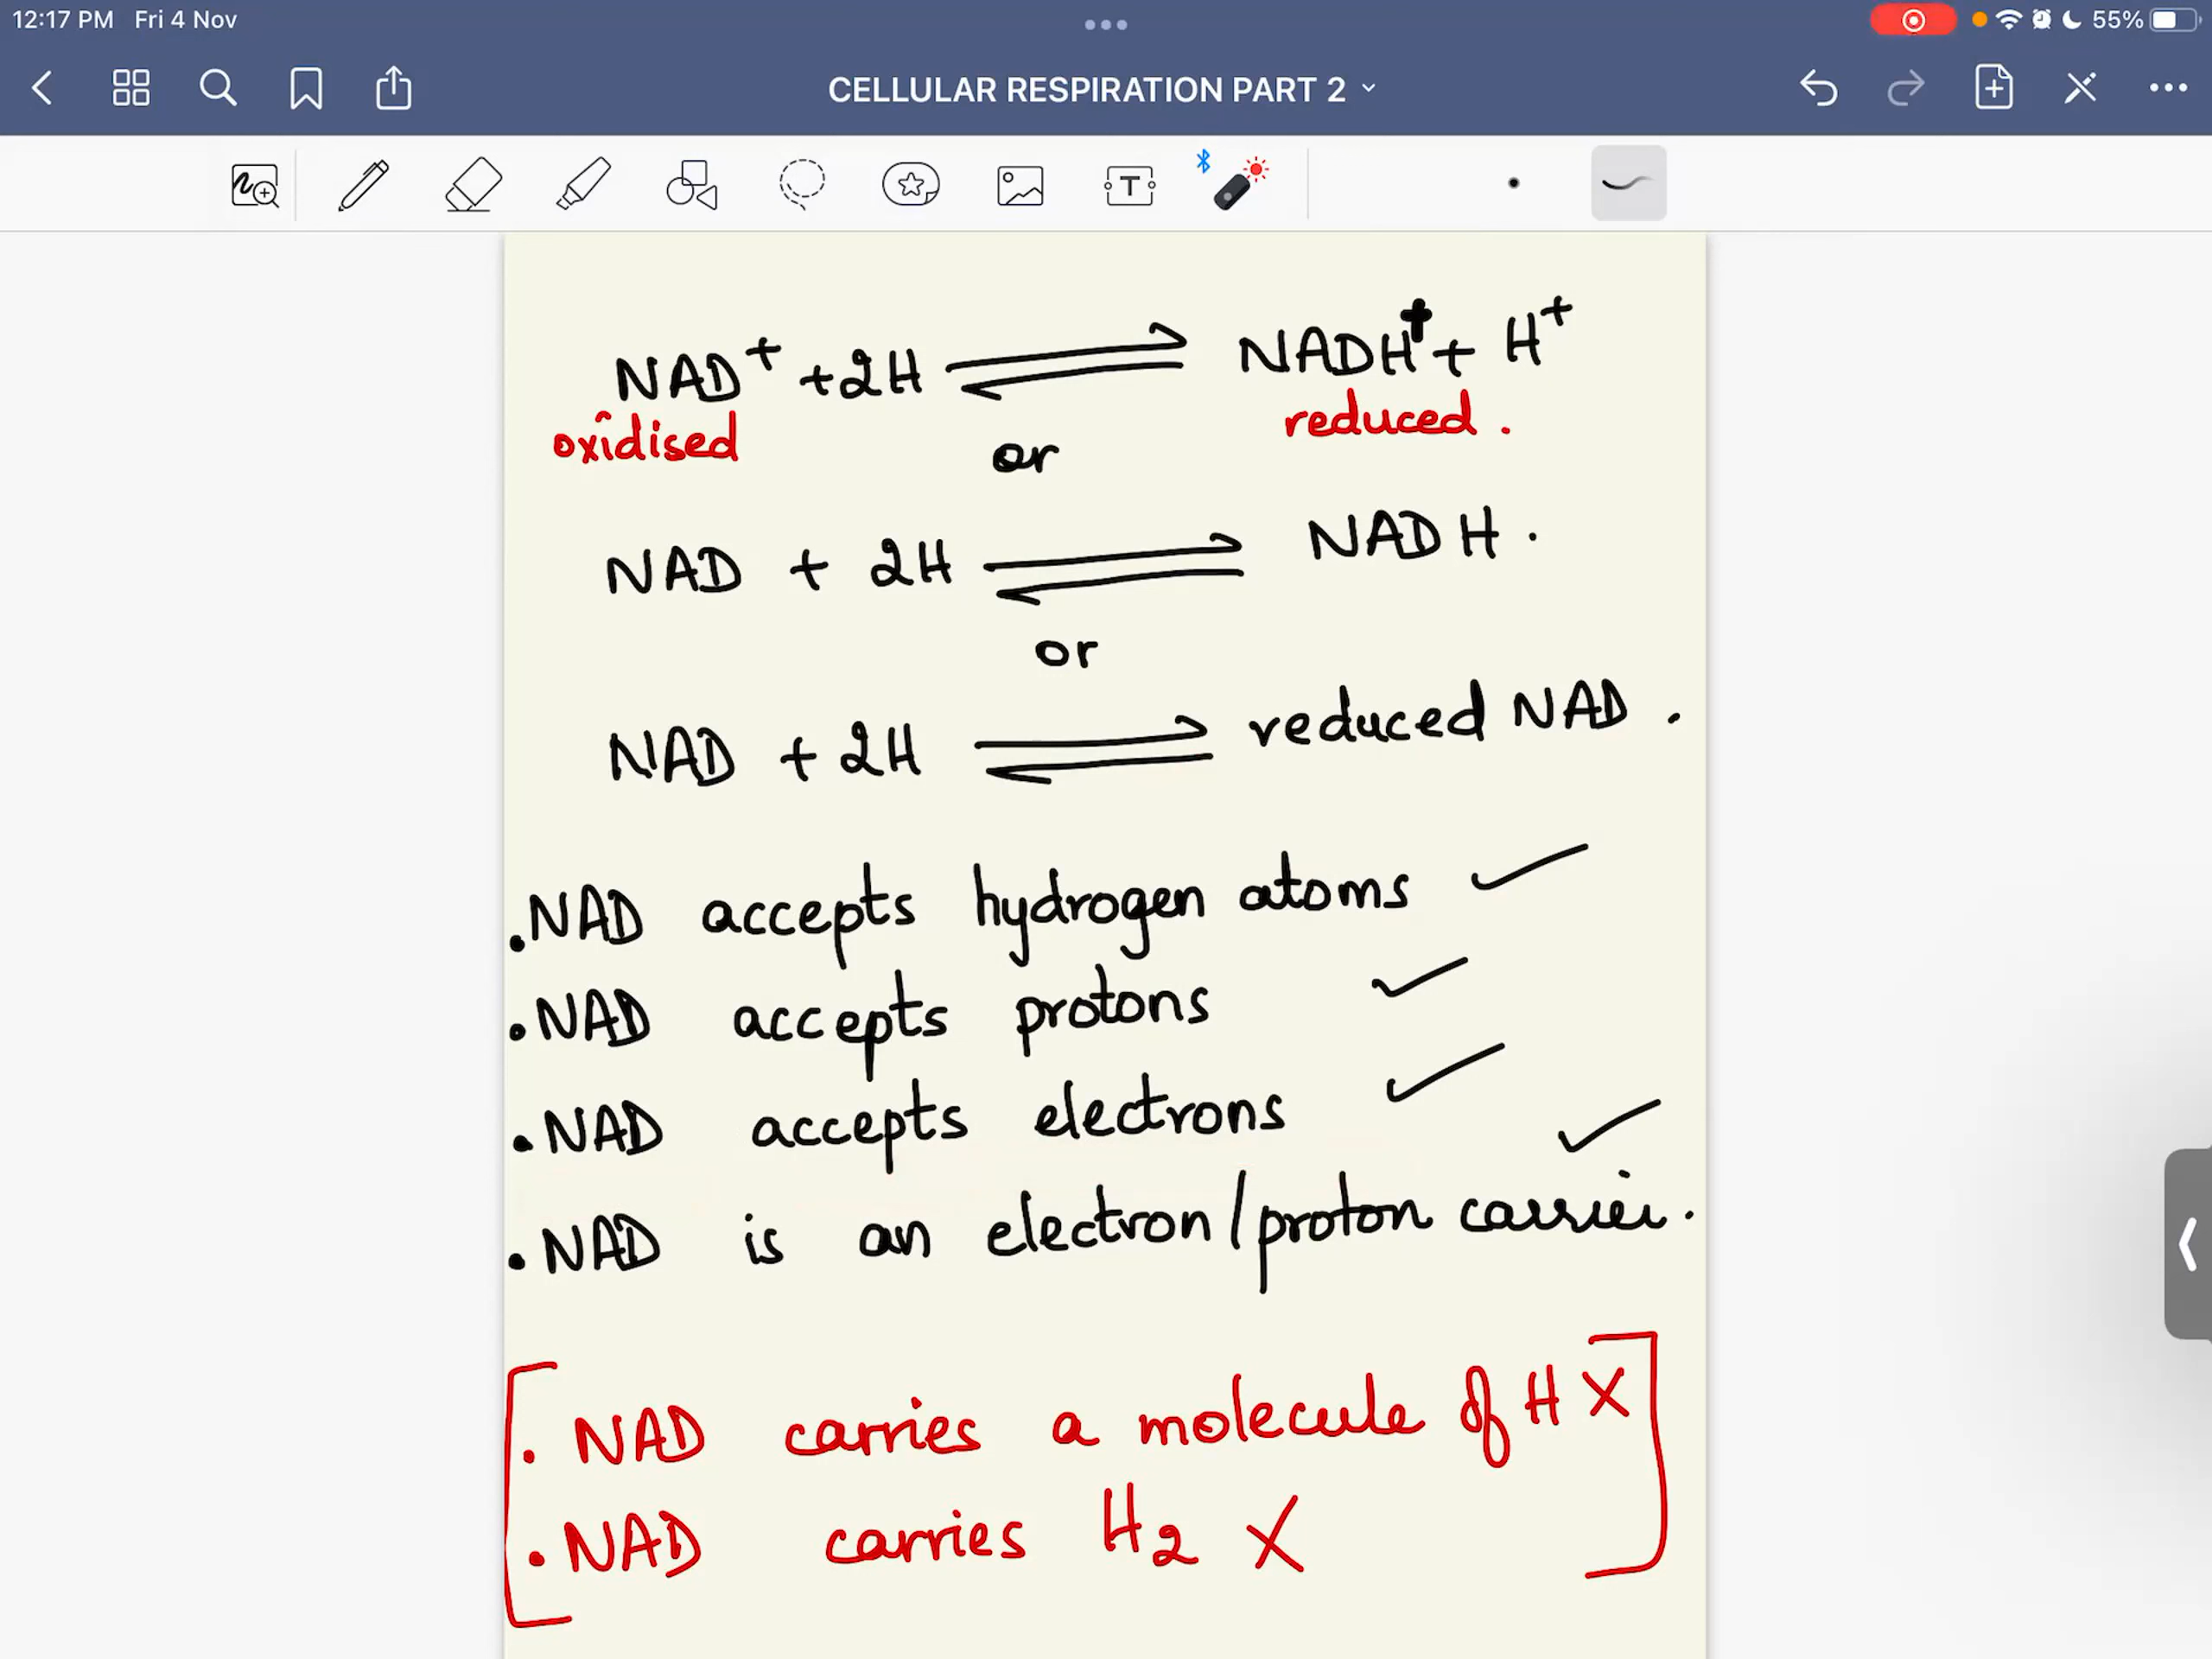 12:17 PM Fri 4 Nov
55%
CELLULAR RESPIRATION PART 2
T
NAD⁺ + 2H ⇌ NADH⁺ + H⁺
oxidised reduced.
or
NAD + 2H ⇌ NADH.
or
NAD + 2H ⇌ reduced NAD.
.NAD accepts hydrogen atoms ✓
.NAD accepts protons ✓
.NAD accepts electrons ✓
.NAD is an electron/proton carrier. ✓
[. NAD carries a molecule of H X]
.NAD carries H₂ X